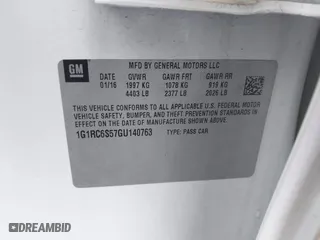 GM
MFD BY GENERAL MOTORS LLC
DATE GVWR GAWR FRT GAWR RR
01/16 1997 KG 1078 KG 919 KG
4403 LB 2377 LB 2026 LB
THIS VEHICLE CONFORMS TO ALL APPLICABLE U.S. FEDERAL MOTOR
VEHICLE SAFETY, BUMPER, AND THEFT PREVENTION STANDARDS
IN EFFECT ON THE DATE OF MANUFACTURE SHOWN ABOVE.
1G1RC6S57GU140763 TYPE: PASS CAR
DREAMBID